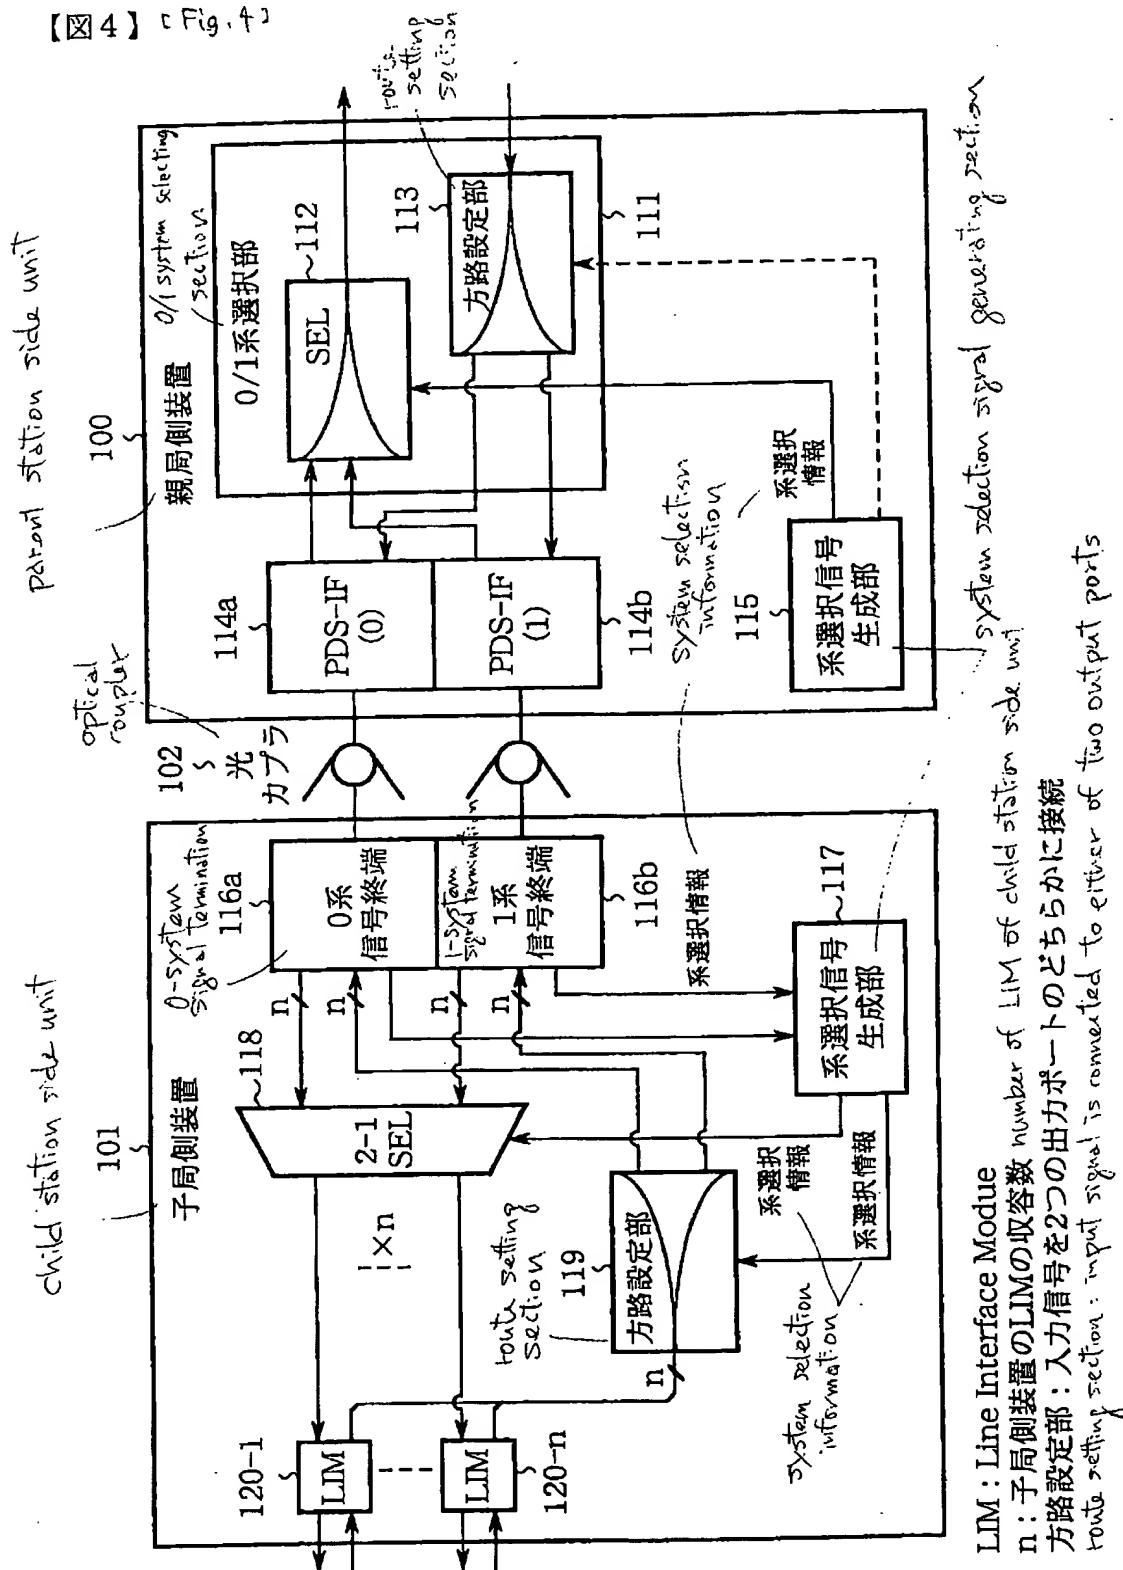 【図4】 [Fig. 4]
child station side unit
101
子局側装置
parent station side unit
100
親局側装置
0/1 system selecting
section
0/1系選択部
112
SEL
route-
setting
section
113
方路設定部
111
114a
PDS-IF
(0)
PDS-IF
(1)
114b
system selection
information
系選択
情報
115
系選択信号
生成部
system selection signal generating section
optical
coupler
102
光
カプラ
0-system
signal termination
116a
0系
信号終端
1-system
signal termination
1系
信号終端
116b
系選択情報
117
系選択信号
生成部
n
n
n
n
118
2-1
SEL
×n
route setting
section
119
方路設定部
n
系選択
情報
系選択情報
system selection
information
120-1
LIM
LIM
120-n
LIM : Line Interface Modue
n : 子局側装置のLIMの収容数 number of LIM of child station side unit
方路設定部 : 入力信号を2つの出力ポートのどちらかに接続
route setting section : input signal is connected to either of two output ports